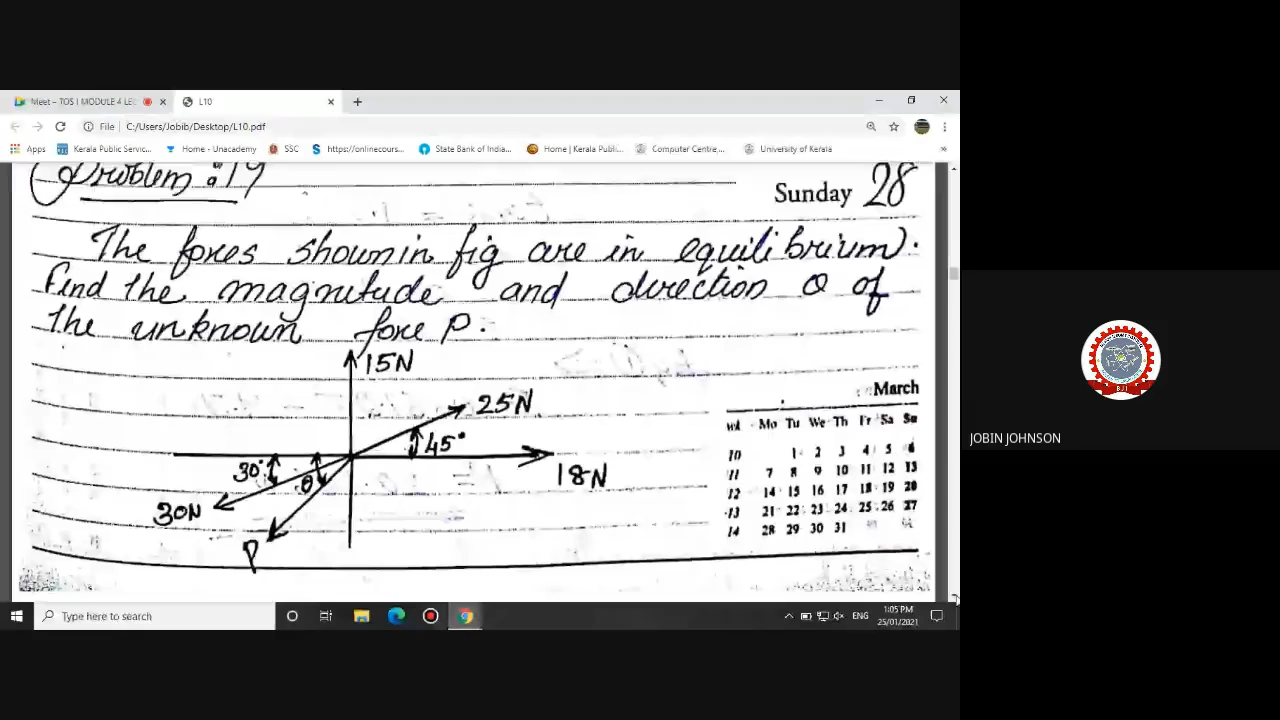 Meet – TOS I MODULE 4 LEC
L10
File
C:/Users/Jobib/Desktop/L10.pdf
Apps
Kerala Public Servic...
Home - Unacademy
SSC
https://onlinecours...
State Bank of India...
Home | Kerala Publi...
Computer Centre,...
University of Kerala
Problem : 19
Sunday 28
The forces shown in fig are in equilibrium.
Find the magnitude and direction θ of
the unknown force P.
15N
25N
45°
18N
30°
θ
30N
P
March
Wk Mo Tu We Th Fr Sa Su
10 1 2 3 4 5 6
11 7 8 9 10 11 12 13
12 14 15 16 17 18 19 20
13 21 22 23 24 25 26 27
14 28 29 30 31
JOBIN JOHNSON
BJI
Type here to search
ENG
1:05 PM
25/01/2021